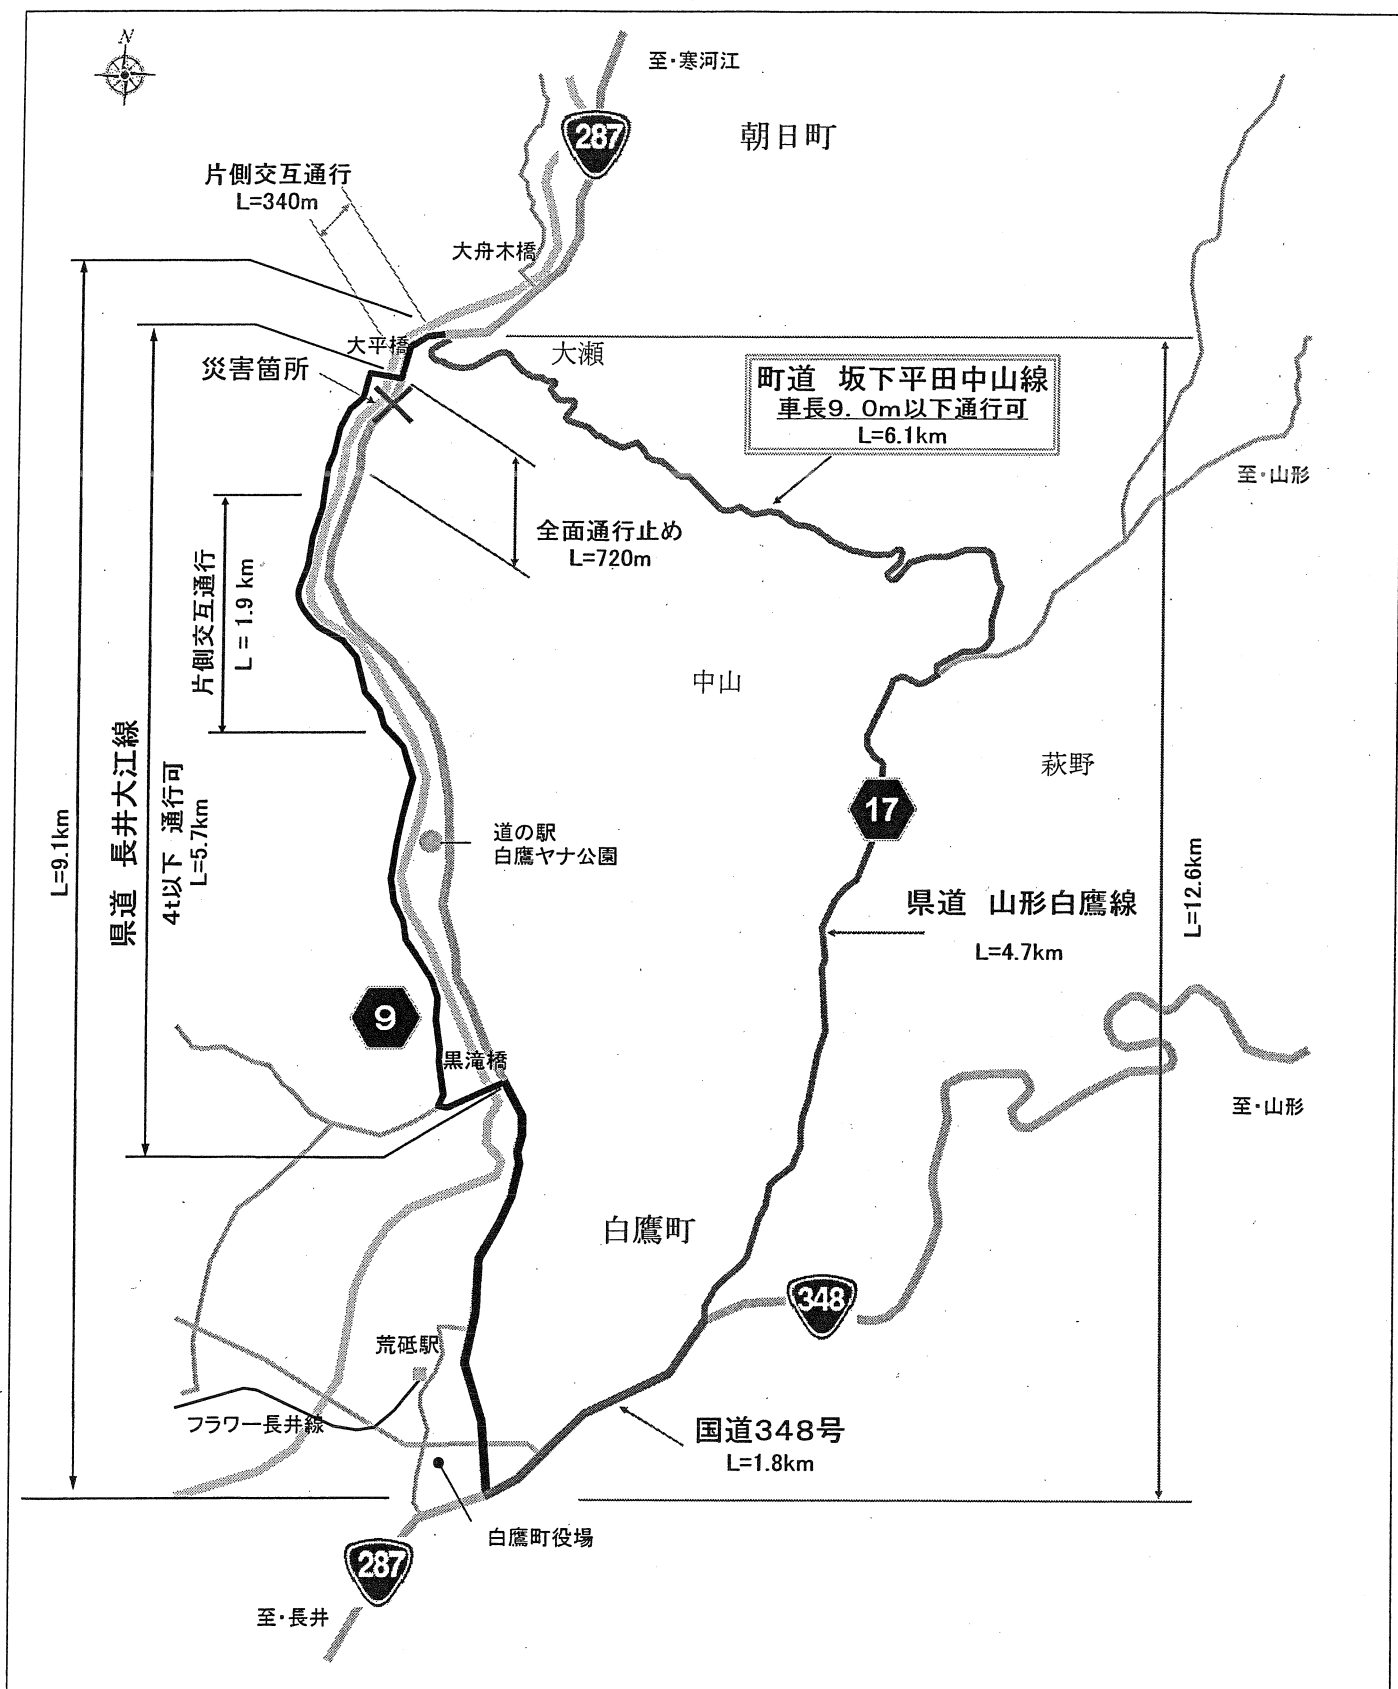 N
至・寒河江
287
朝日町
片側交互通行
L=340m
大舟木橋
大平橋
大瀬
災害箇所
町道 坂下平田中山線
車長9.0m以下通行可
L=6.1km
至・山形
全面通行止め
L=720m
片側交互通行
L = 1.9 km
中山
萩野
17
県道 長井大江線
4t以下 通行可
L=5.7km
L=9.1km
道の駅
白鷹ヤナ公園
県道 山形白鷹線
L=4.7km
L=12.6km
9
黒滝橋
至・山形
白鷹町
348
荒砥駅
フラワー長井線
国道348号
L=1.8km
白鷹町役場
287
至・長井